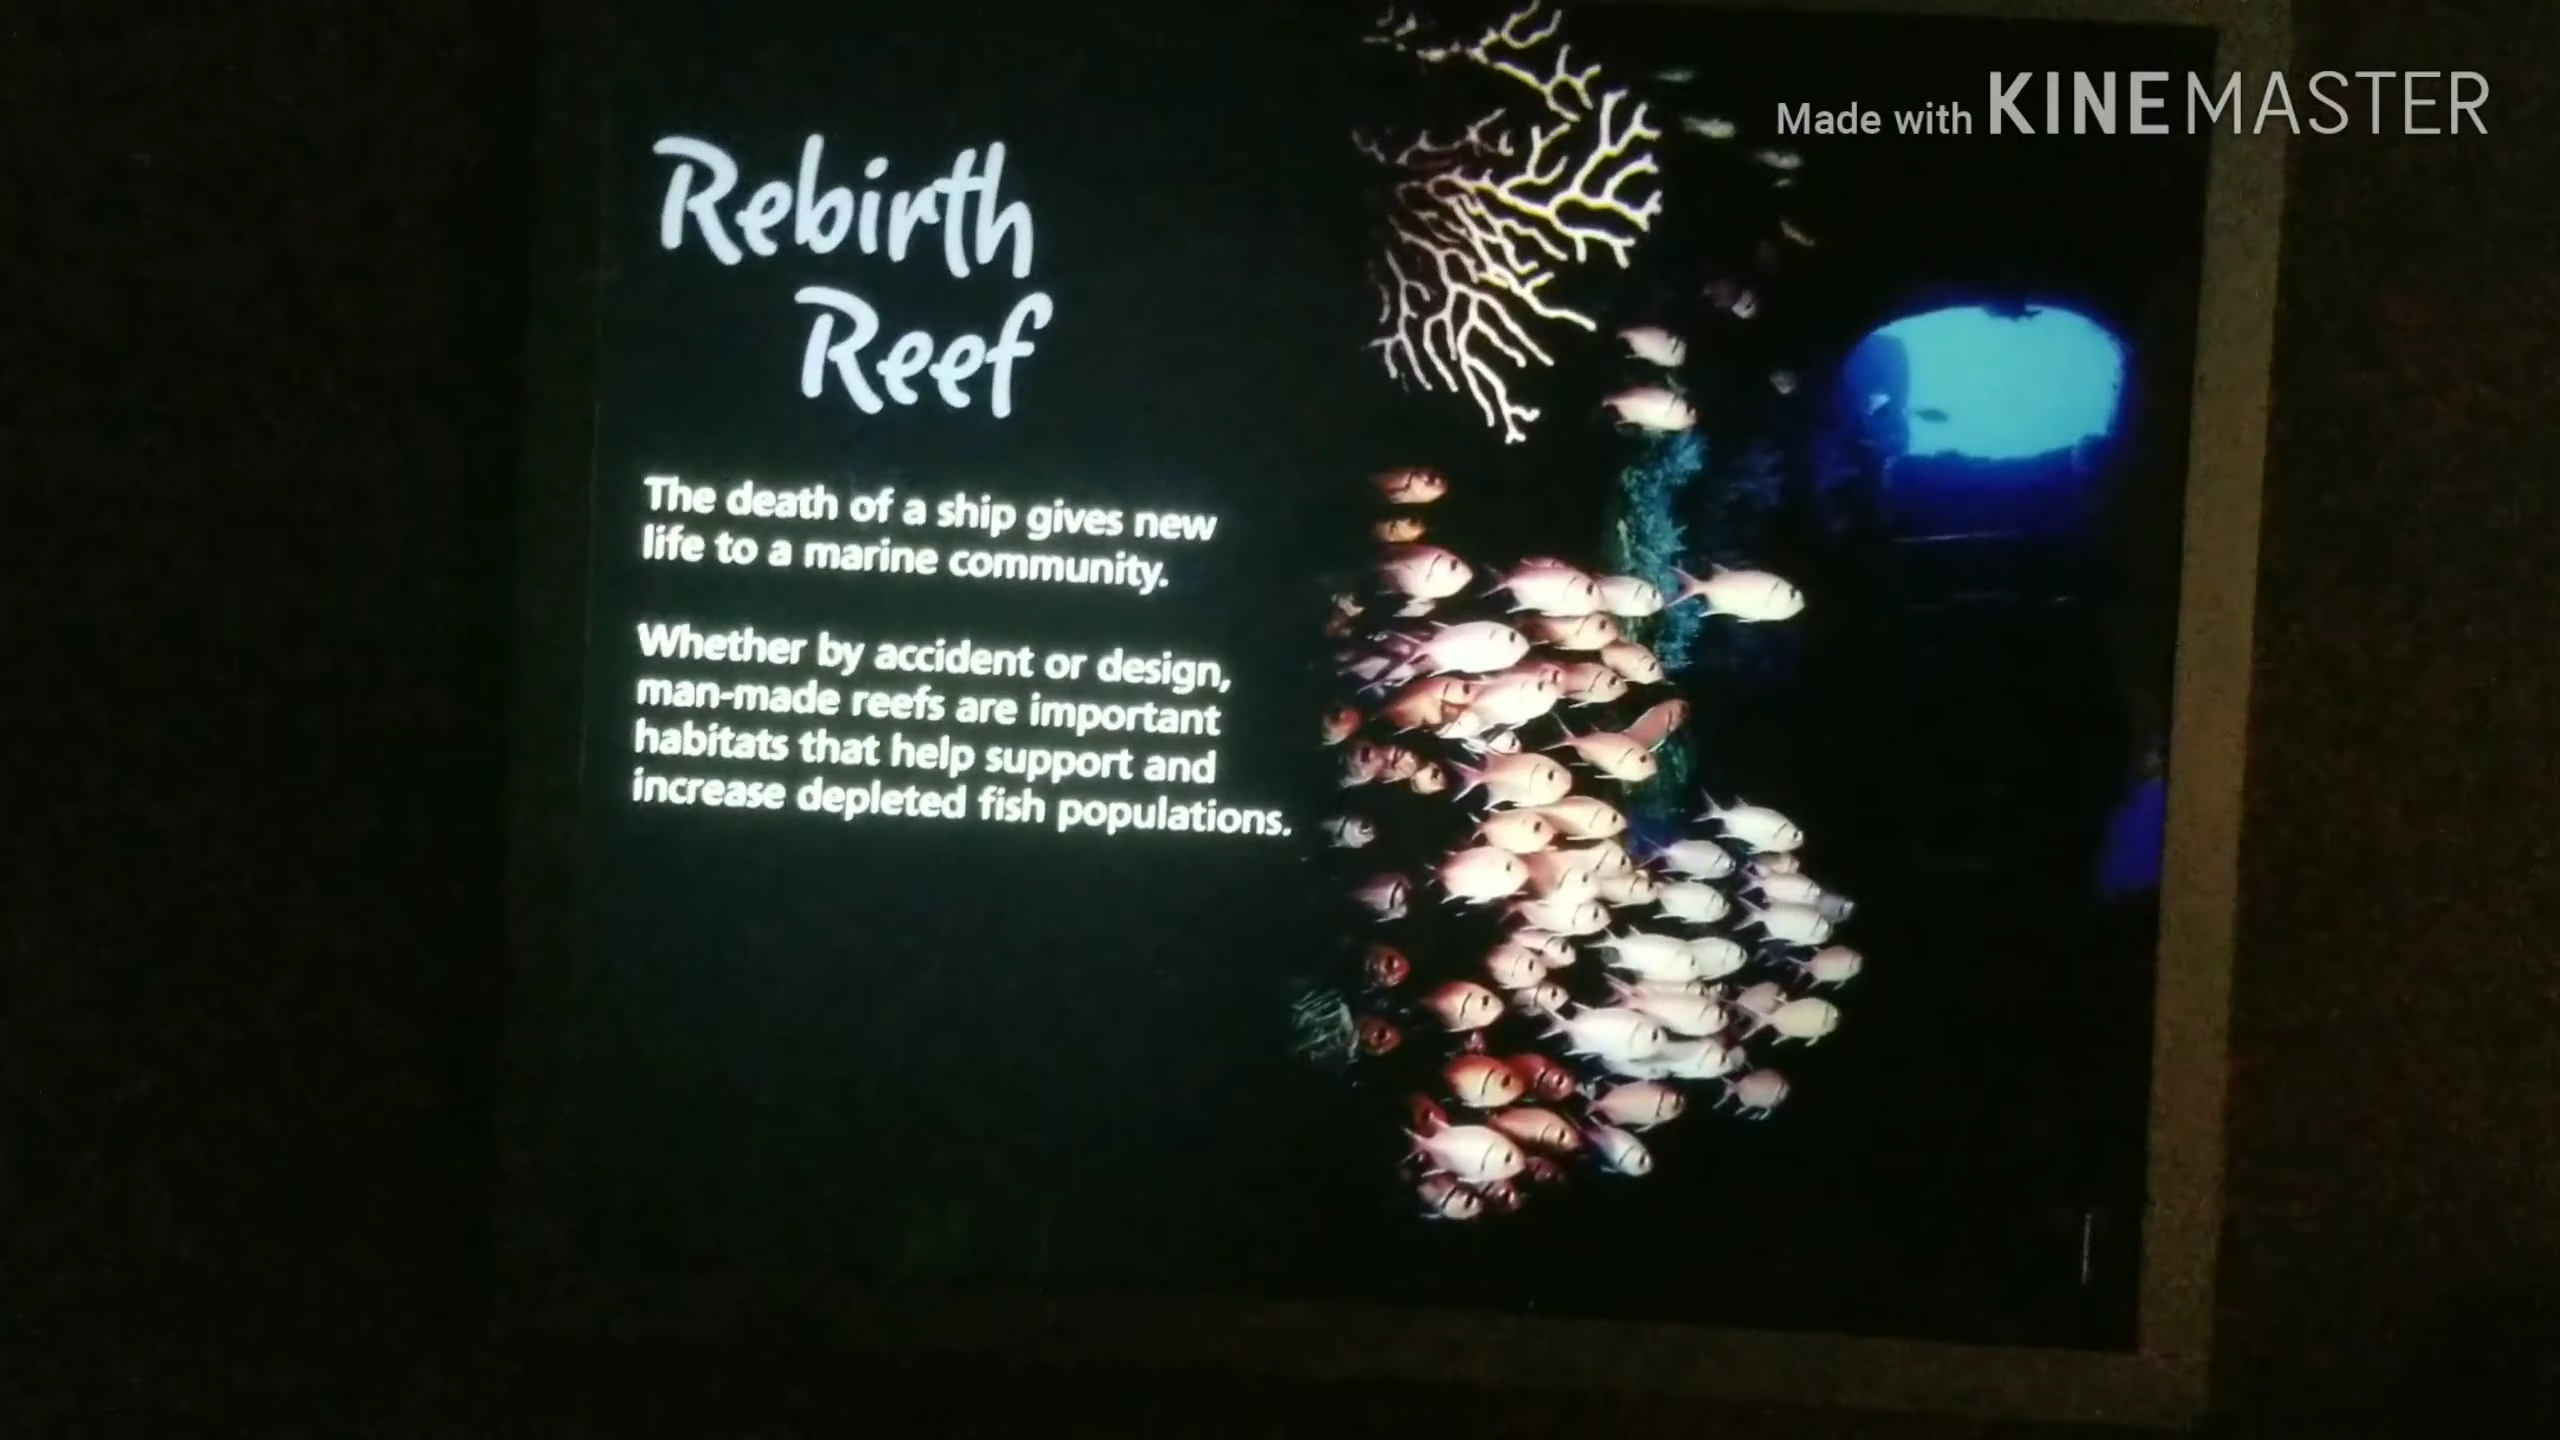 Made with KINEMASTER
Rebirth
Reef
The death of a ship gives new
life to a marine community.
Whether by accident or design,
man-made reefs are important
habitats that help support and
increase depleted fish populations.